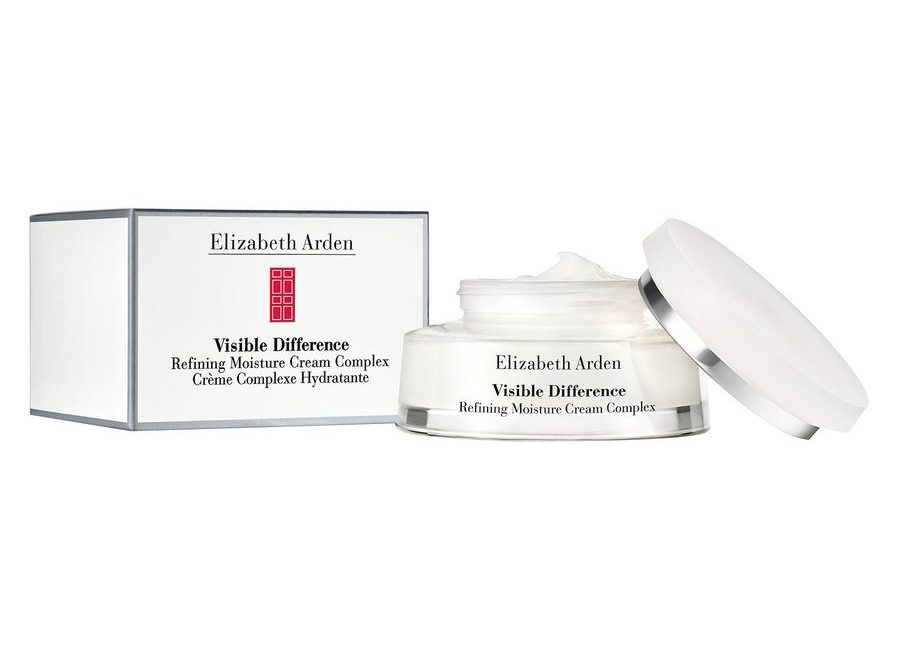 Elizabeth Arden
Visible Difference
Refining Moisture Cream Complex
Crème Complexe Hydratante
Elizabeth Arden
Visible Difference
Refining Moisture Cream Complex